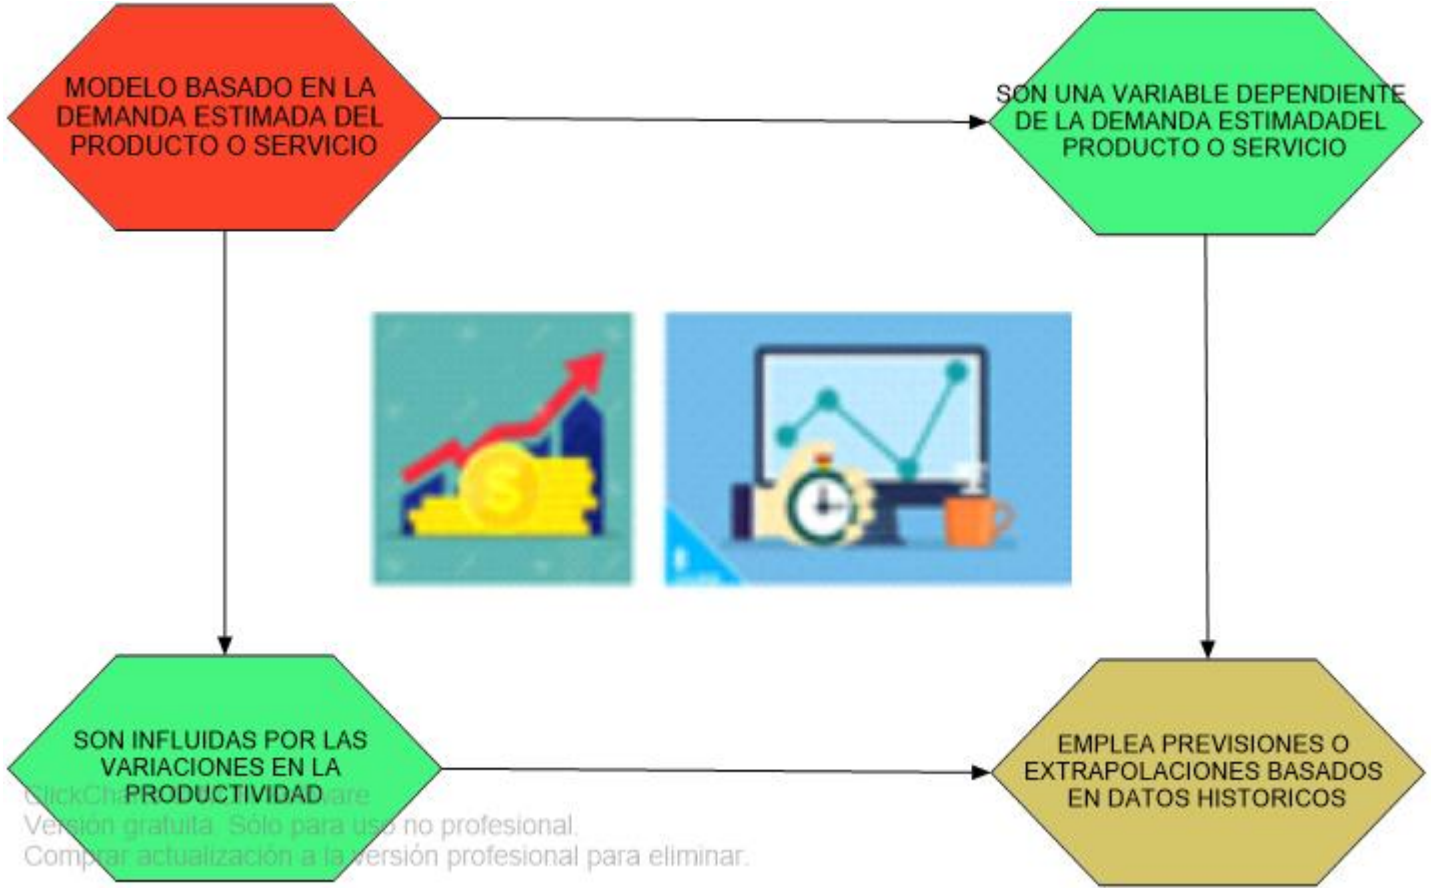 MODELO BASADO EN LA
DEMANDA ESTIMADA DEL
PRODUCTO O SERVICIO
SON UNA VARIABLE DEPENDIENTE
DE LA DEMANDA ESTIMADADEL
PRODUCTO O SERVICIO
SON INFLUIDAS POR LAS
VARIACIONES EN LA
PRODUCTIVIDAD
EMPLEA PREVISIONES O
EXTRAPOLACIONES BASADOS
EN DATOS HISTORICOS
Versión gratuita. Sólo para uso no profesional.
Comprar actualización a la versión profesional para eliminar.